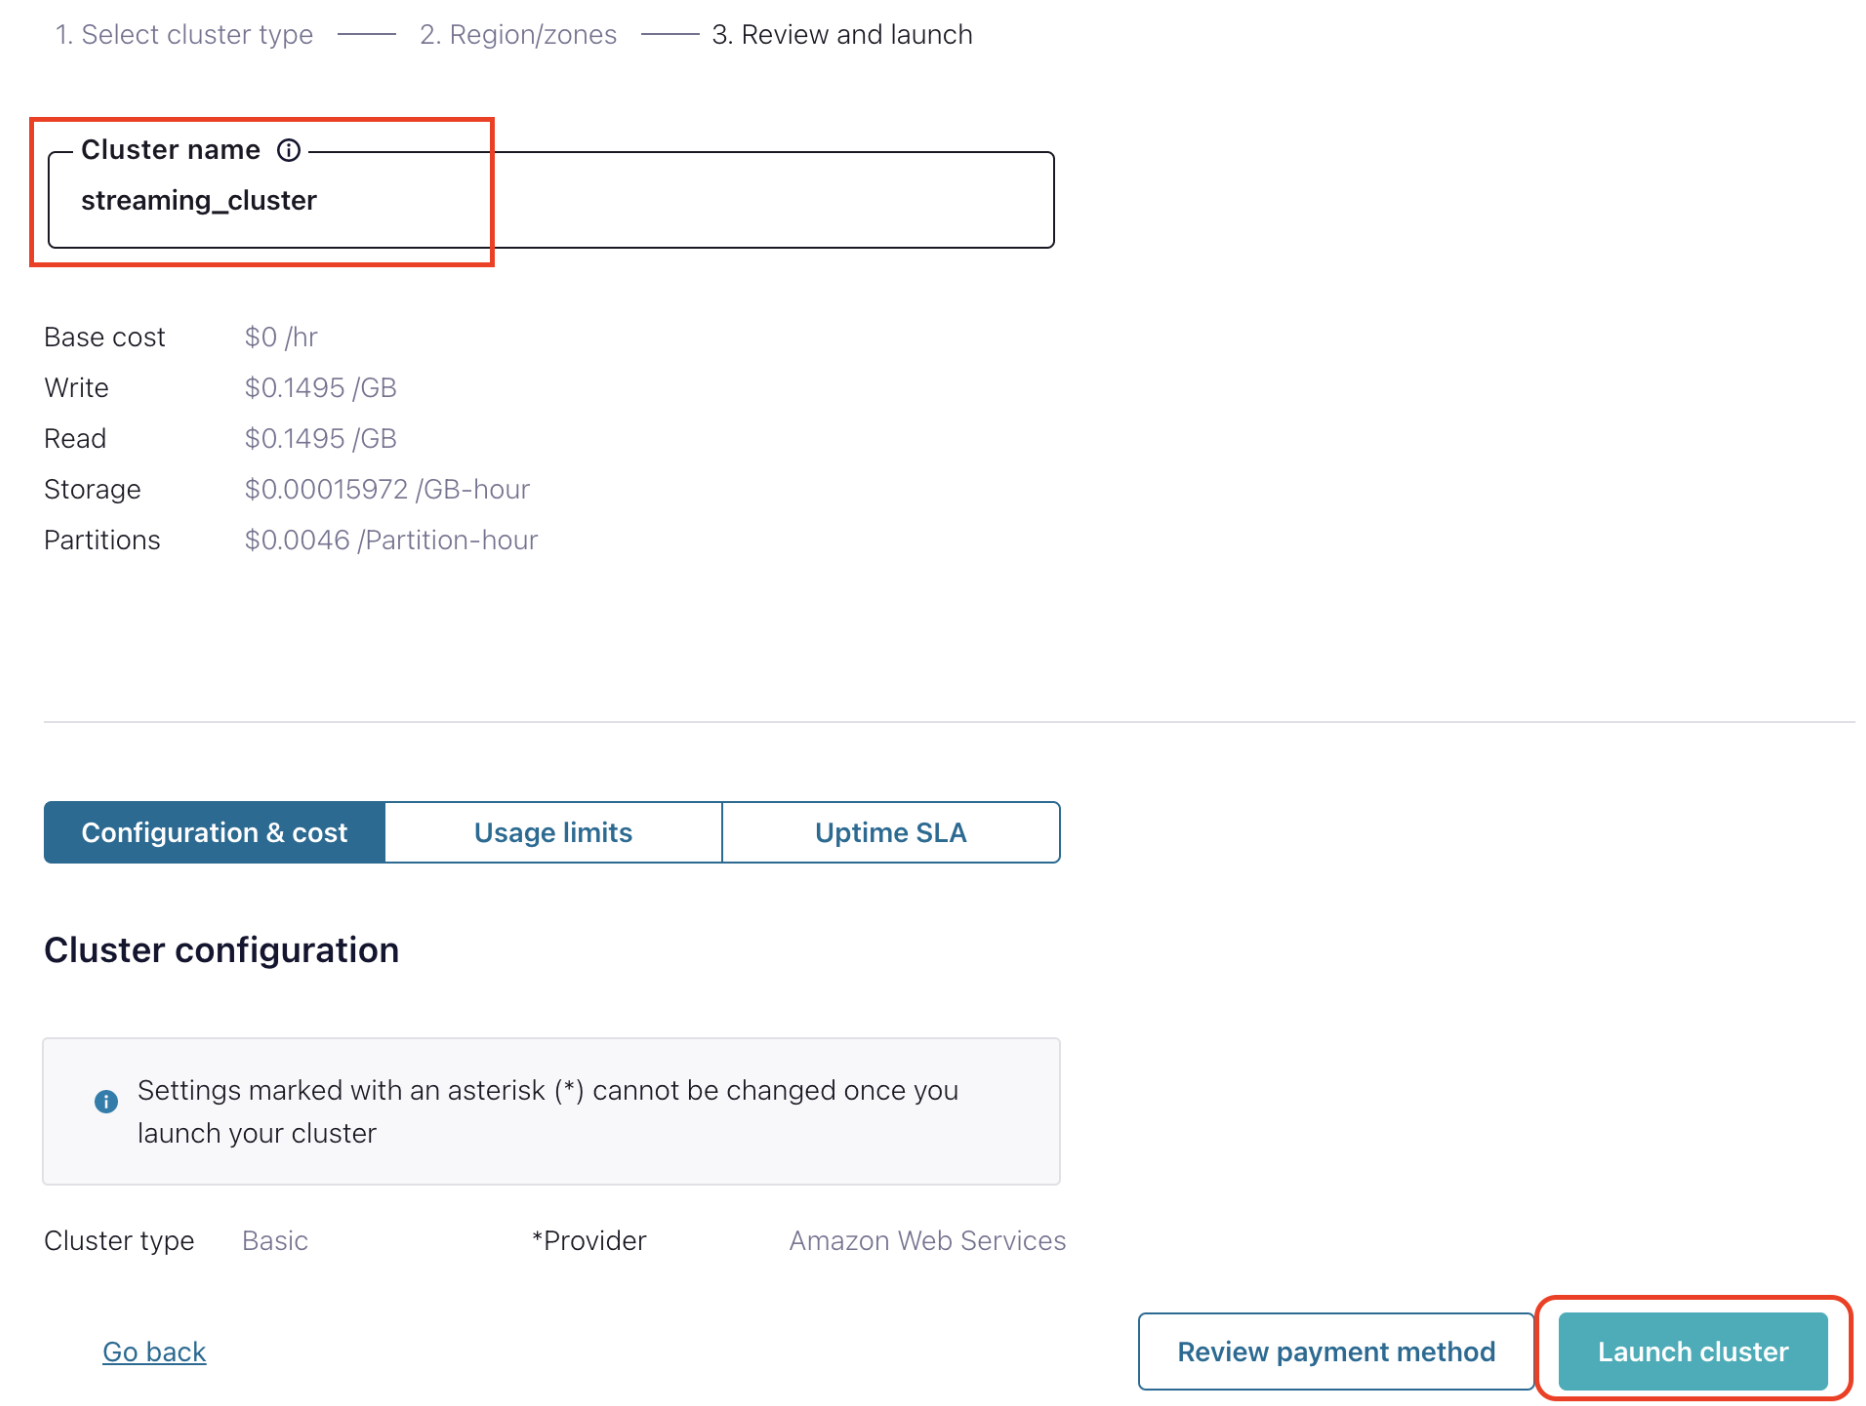 1. Select cluster type 2. Region/zones 3. Review and launch
Cluster name
streaming_cluster
Base cost $0 /hr
Write $0.1495 /GB
Read $0.1495 /GB
Storage $0.00015972 /GB-hour
Partitions $0.0046 /Partition-hour
Configuration & cost Usage limits Uptime SLA
Cluster configuration
Settings marked with an asterisk (*) cannot be changed once you
launch your cluster
Cluster type Basic *Provider Amazon Web Services
Go back Review payment method Launch cluster